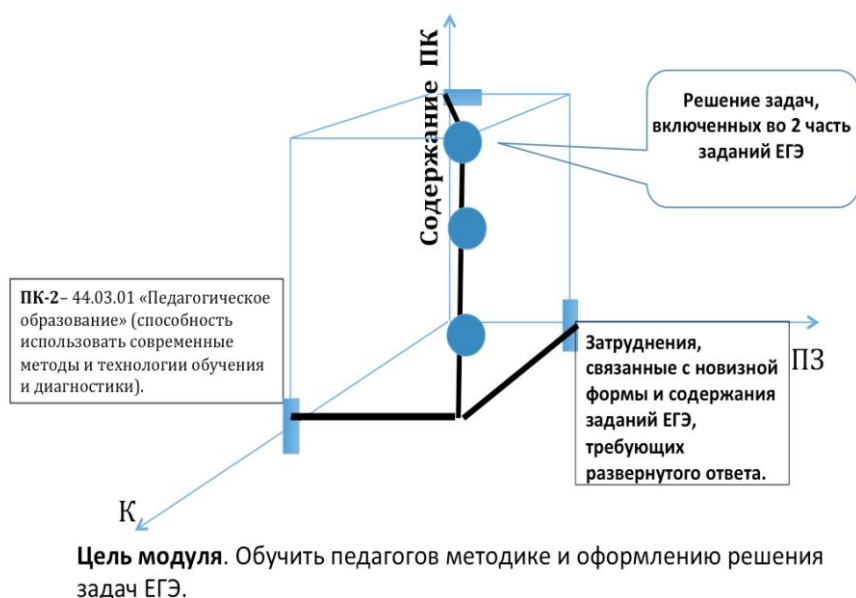 Содержание ПК
Решение задач,
включенных во 2 часть
заданий ЕГЭ
ПК-2– 44.03.01 «Педагогическое
образование» (способность
использовать современные
методы и технологии обучения
и диагностики).
Затруднения,
связанные с новизной
формы и содержания
заданий ЕГЭ,
требующих
развернутого ответа.
ПЗ
К
Цель модуля. Обучить педагогов методике и оформлению решения
задач ЕГЭ.